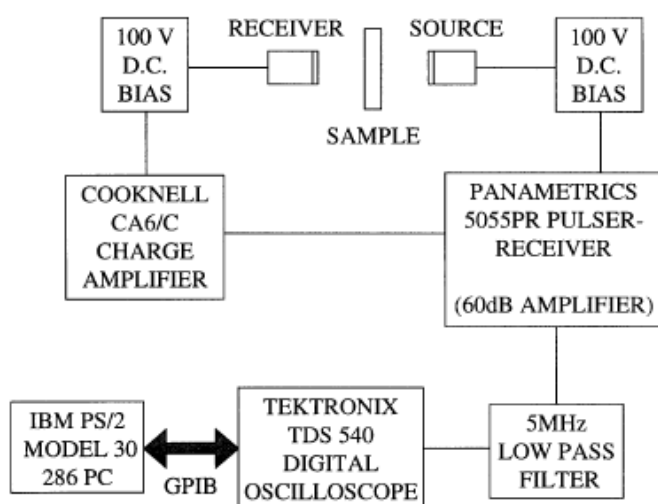 100 V
D.C.
BIAS
RECEIVER
SOURCE
100 V
D.C.
BIAS
SAMPLE
COOKNELL
CA6/C
CHARGE
AMPLIFIER
PANAMETRICS
5055PR PULSER-
RECEIVER
(60dB AMPLIFIER)
IBM PS/2
MODEL 30
286 PC
GPIB
TEKTRONIX
TDS 540
DIGITAL
OSCILLOSCOPE
5MHz
LOW PASS
FILTER